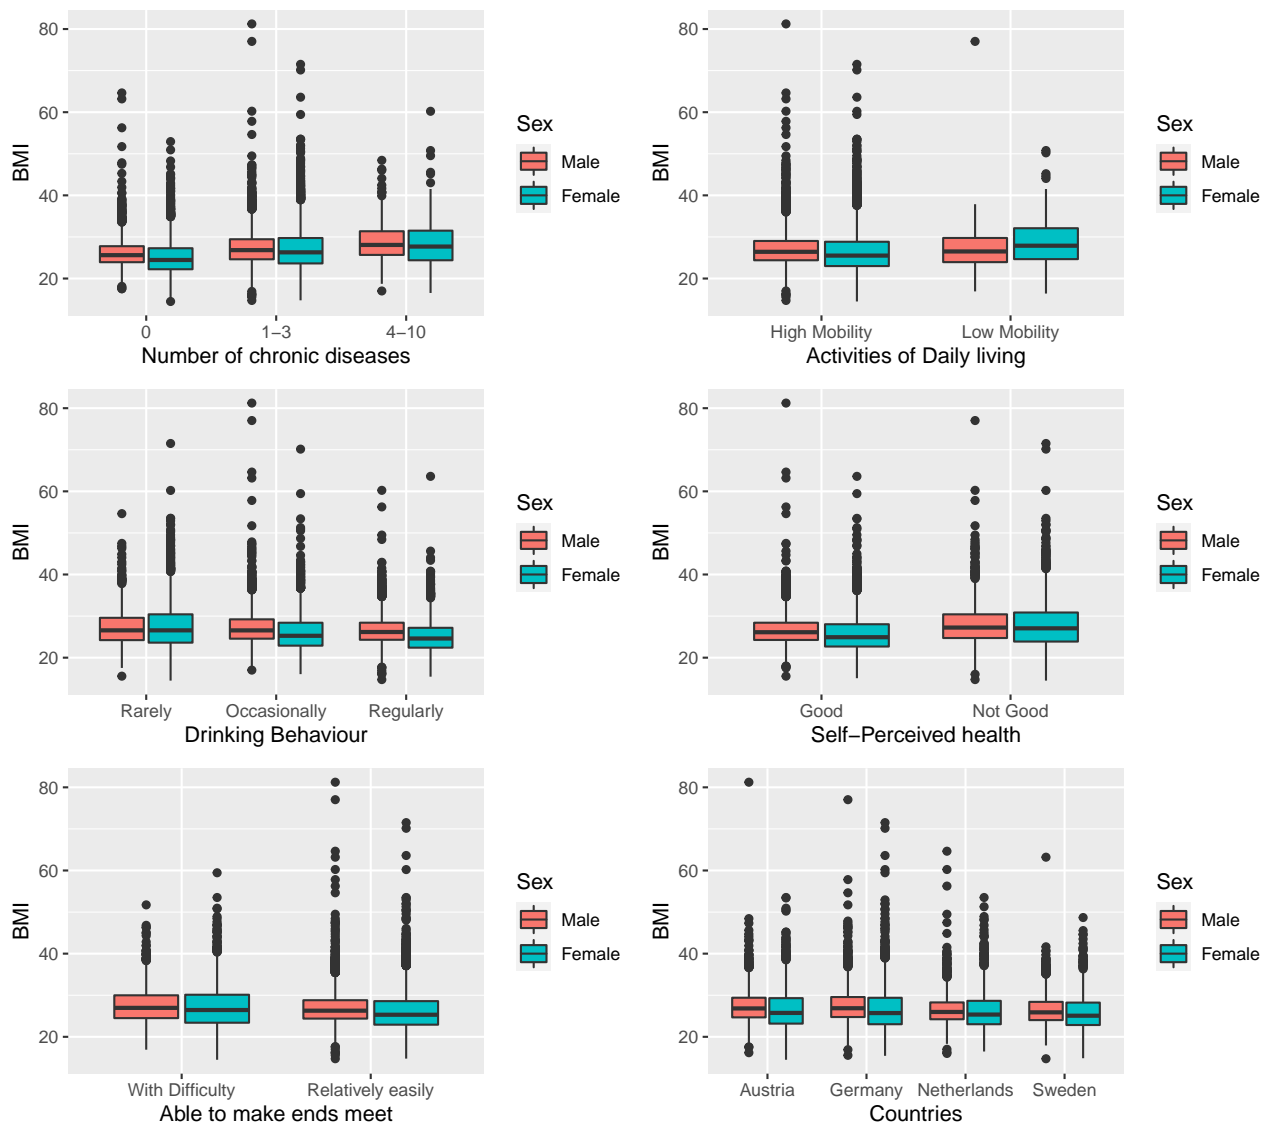 80
60
40
20
BMI
0
1−3
4−10
Number of chronic diseases
Sex
Male
Female
80
60
40
20
BMI
High Mobility
Low Mobility
Activities of Daily living
Sex
Male
Female
80
60
40
20
BMI
Rarely
Occasionally
Regularly
Drinking Behaviour
Sex
Male
Female
80
60
40
20
BMI
Good
Not Good
Self−Perceived health
Sex
Male
Female
80
60
40
20
BMI
With Difficulty
Relatively easily
Able to make ends meet
Sex
Male
Female
80
60
40
20
BMI
Austria
Germany
Netherlands
Sweden
Countries
Sex
Male
Female